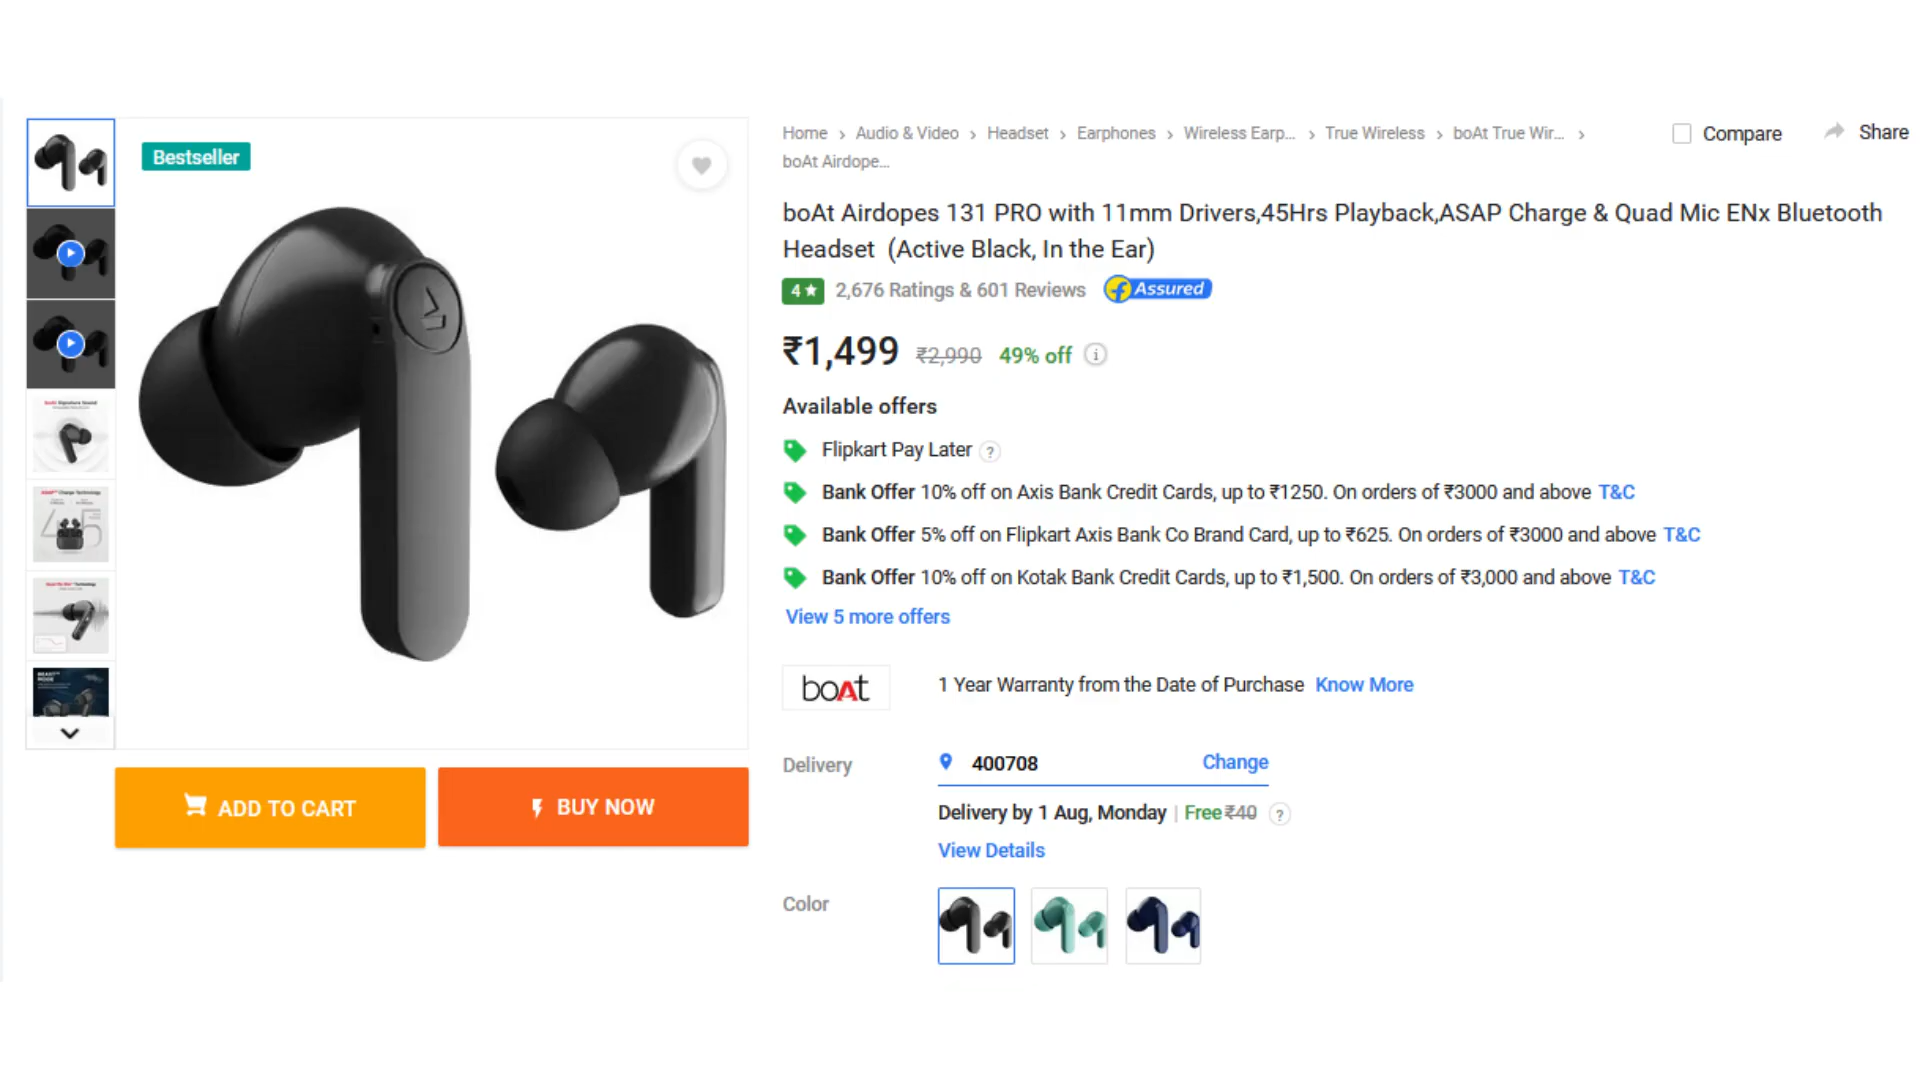 Bestseller
Home > Audio & Video > Headset > Earphones > Wireless Earp... > True Wireless > boAt True Wir... >
boAt Airdope...
Compare
Share
boAt Airdopes 131 PRO with 11mm Drivers,45Hrs Playback,ASAP Charge & Quad Mic ENx Bluetooth
Headset (Active Black, In the Ear)
4★ 2,676 Ratings & 601 Reviews Assured
₹1,499 ₹2,990 49% off i
Available offers
Flipkart Pay Later ?
Bank Offer 10% off on Axis Bank Credit Cards, up to ₹1250. On orders of ₹3000 and above T&C
Bank Offer 5% off on Flipkart Axis Bank Co Brand Card, up to ₹625. On orders of ₹3000 and above T&C
Bank Offer 10% off on Kotak Bank Credit Cards, up to ₹1,500. On orders of ₹3,000 and above T&C
View 5 more offers
boAt 1 Year Warranty from the Date of Purchase Know More
Delivery 400708 Change
Delivery by 1 Aug, Monday | Free ₹40 ?
View Details
Color
ADD TO CART
BUY NOW